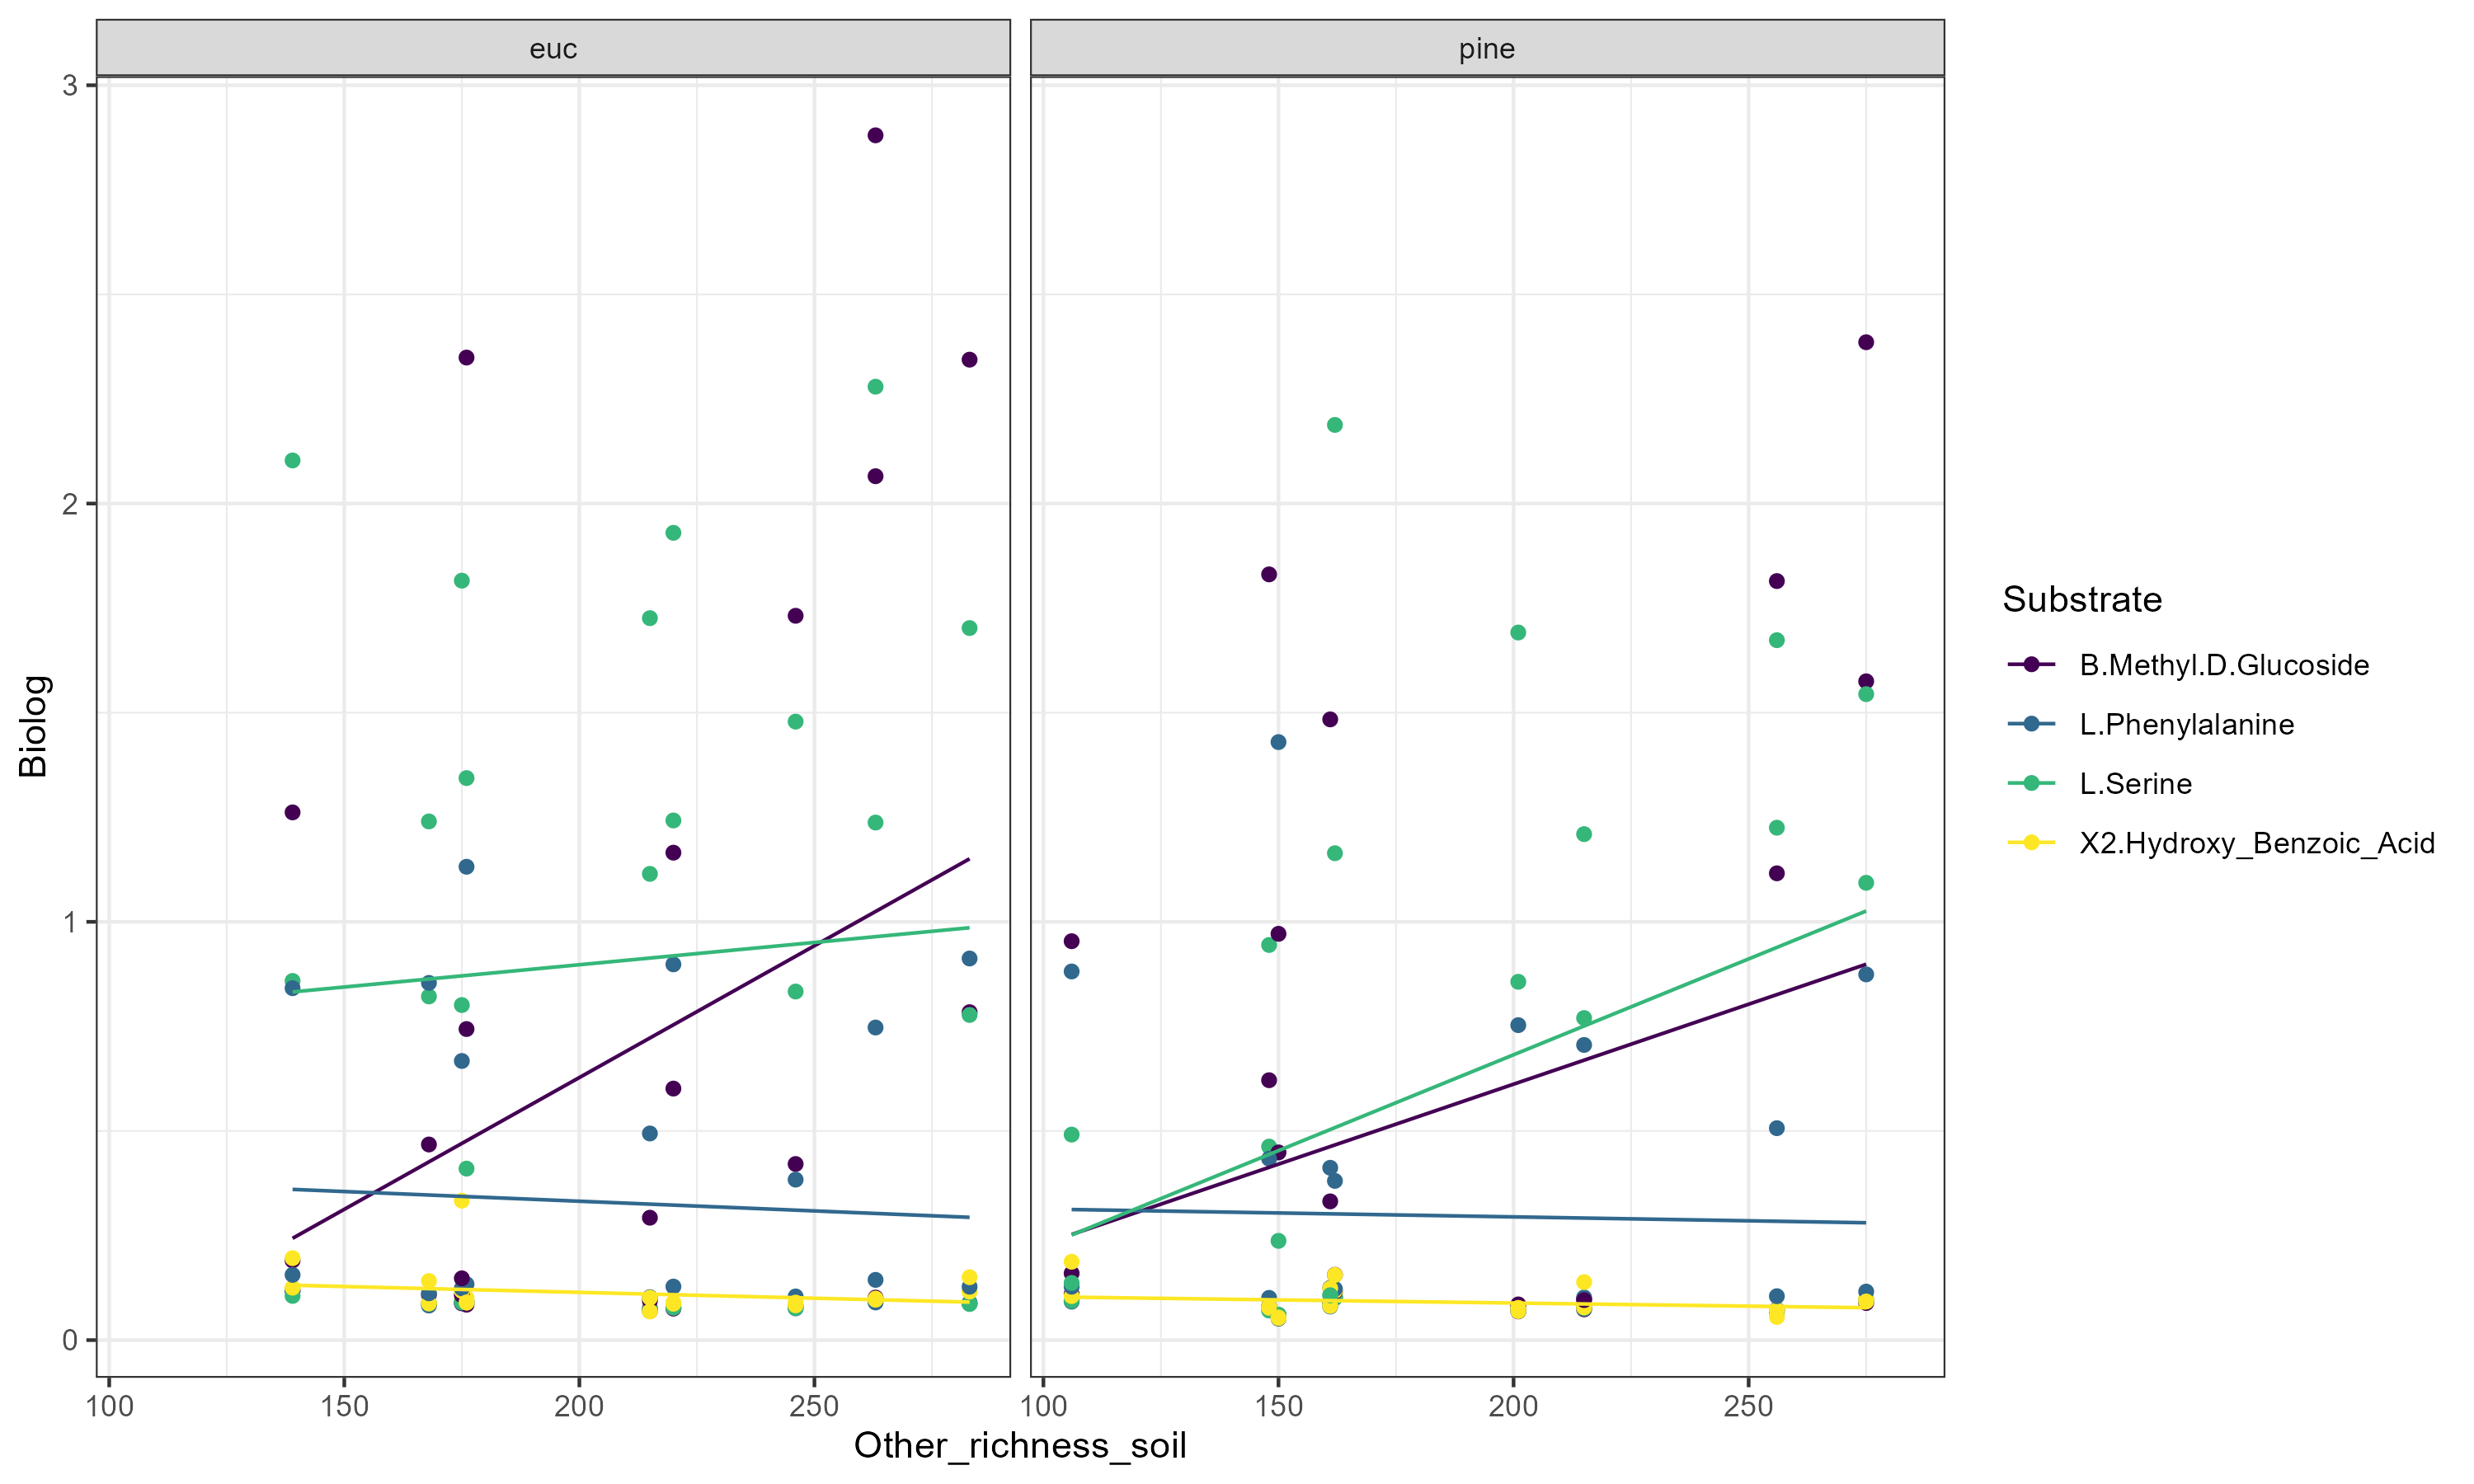 euc
pine
3
2
1
0
Biolog
100
150
200
250
100
150
200
250
Other_richness_soil
Substrate
B.Methyl.D.Glucoside
L.Phenylalanine
L.Serine
X2.Hydroxy_Benzoic_Acid